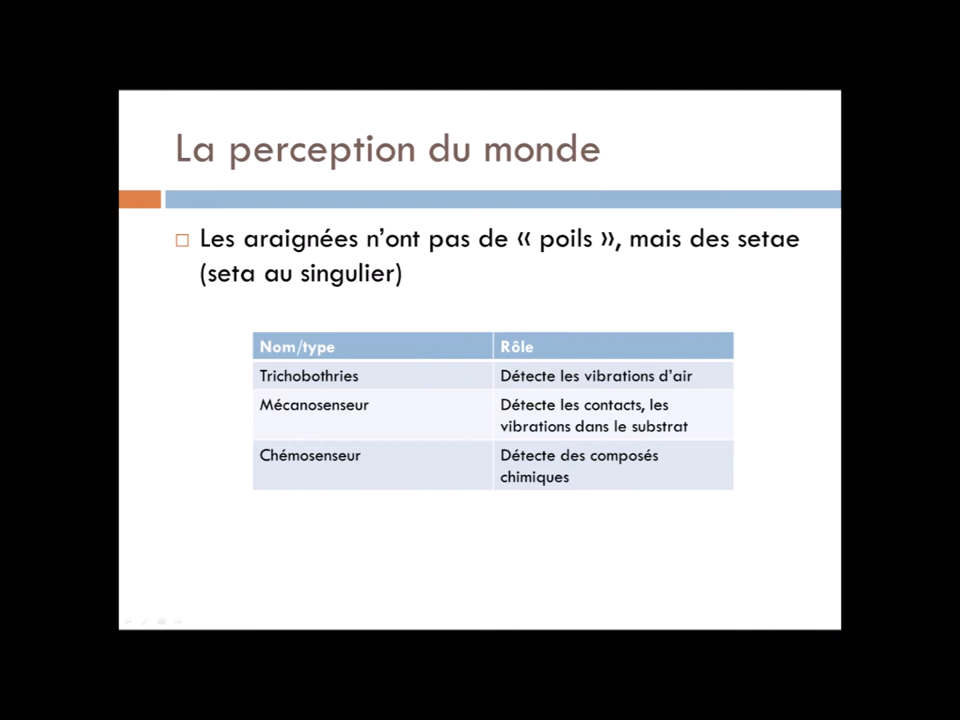 La perception du monde
Les araignées n’ont pas de « poils », mais des setae
(seta au singulier)
Nom/type
Rôle
Trichobothries
Détecte les vibrations d’air
Mécanosenseur
Détecte les contacts, les
vibrations dans le substrat
Chémosenseur
Détecte des composés
chimiques